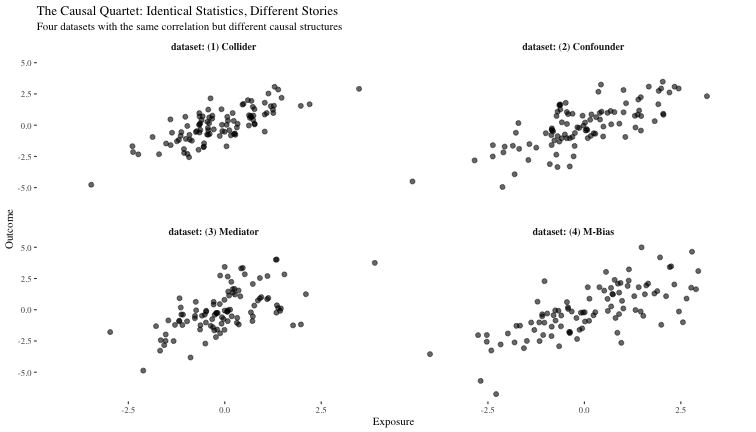 The Causal Quartet: Identical Statistics, Different Stories
Four datasets with the same correlation but different causal structures
dataset: (1) Collider
dataset: (2) Confounder
5.0
2.5
0.0
-2.5
-5.0
dataset: (3) Mediator
dataset: (4) M-Bias
5.0
2.5
0.0
-2.5
-5.0
Outcome
-2.5 0.0 2.5 -2.5 0.0 2.5
Exposure